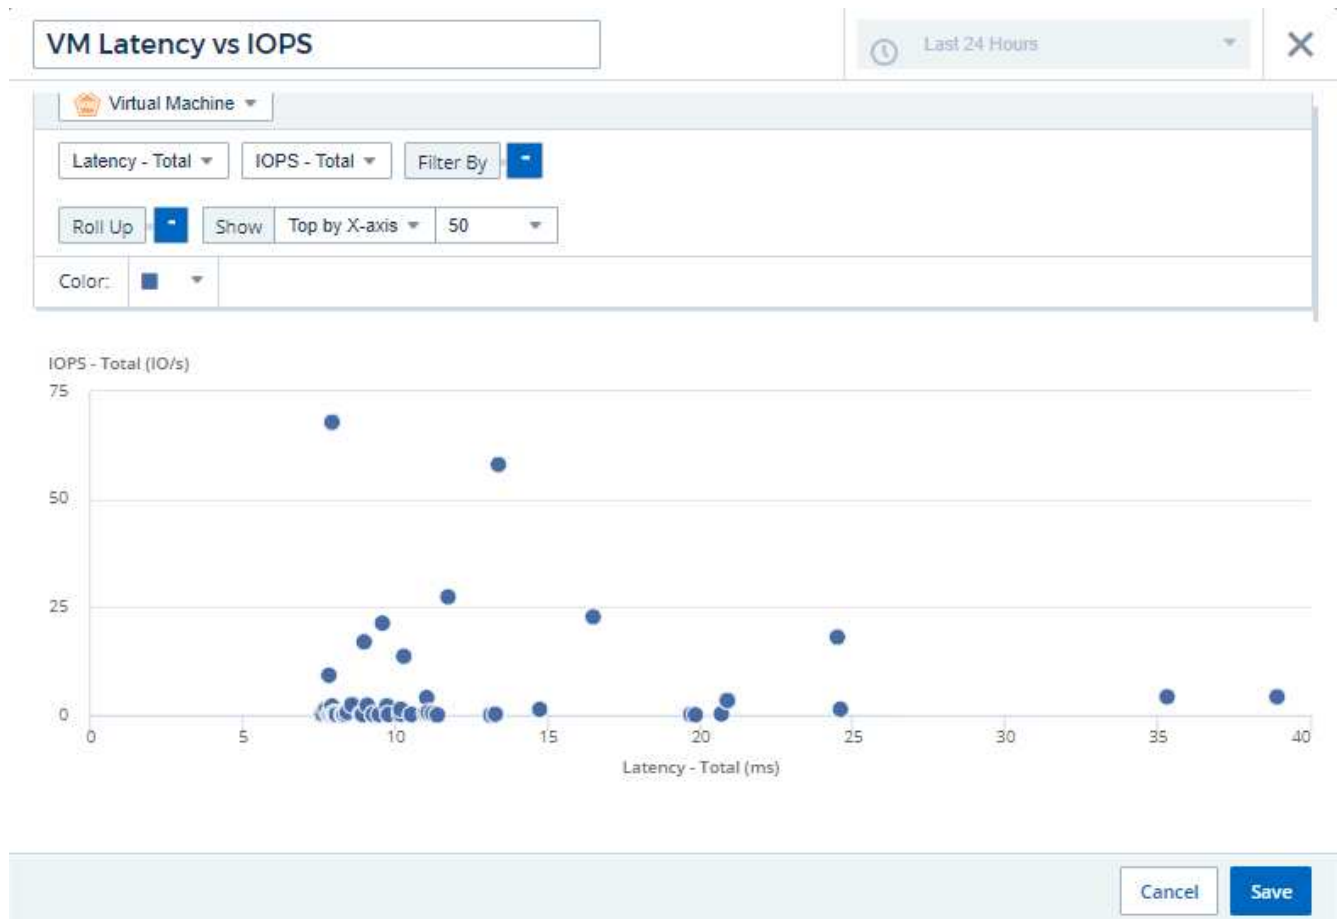 VM Latency vs IOPS
Last 24 Hours
Virtual Machine
Latency - Total
IOPS - Total
Filter By
-
Roll Up
-
Show
Top by X-axis
50
Color:
IOPS - Total (IO/s)
75
50
25
0
0 5 10 15 20 25 30 35 40
Latency - Total (ms)
Cancel
Save